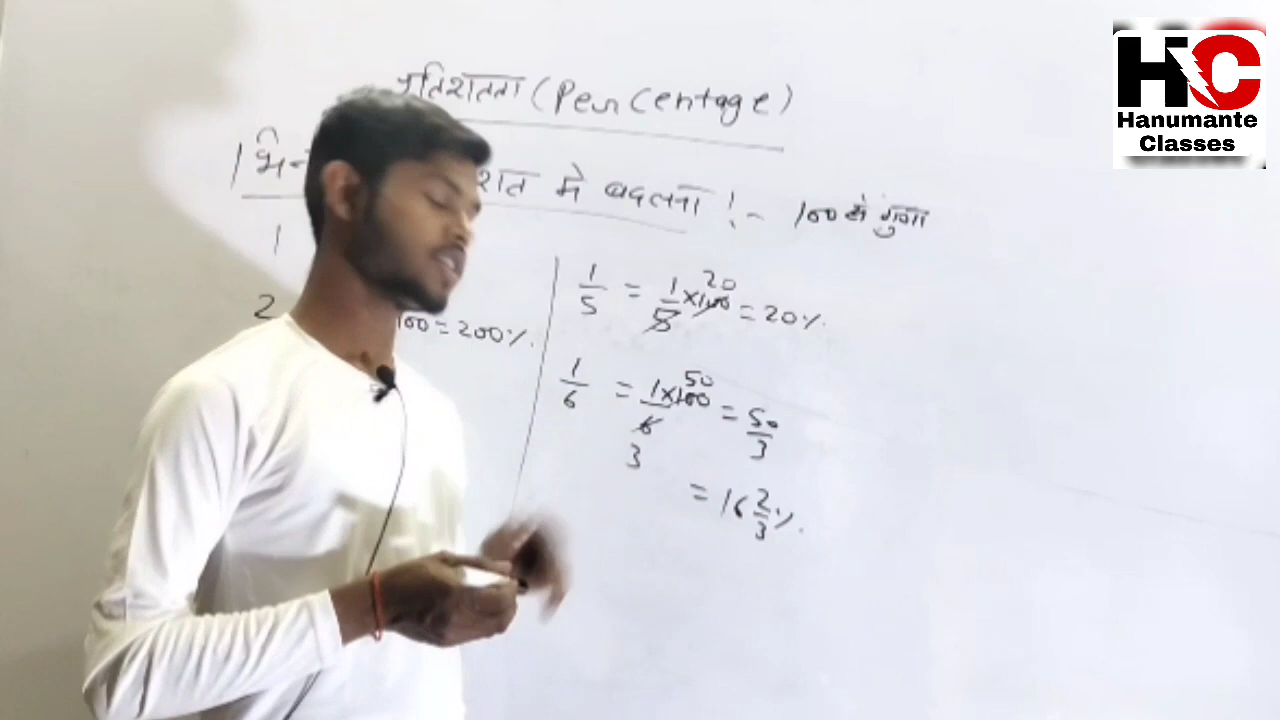 HC
Hanumante
Classes
प्रतिशतता (Percentage)
शत मे बदलना :- 100 से गुणा
1
2 100 = 200%.
1/5 = 1/5 × 100 20 = 20%.
1/6 = 1×100/6 50 3 = 50/3
= 16 2/3 %.